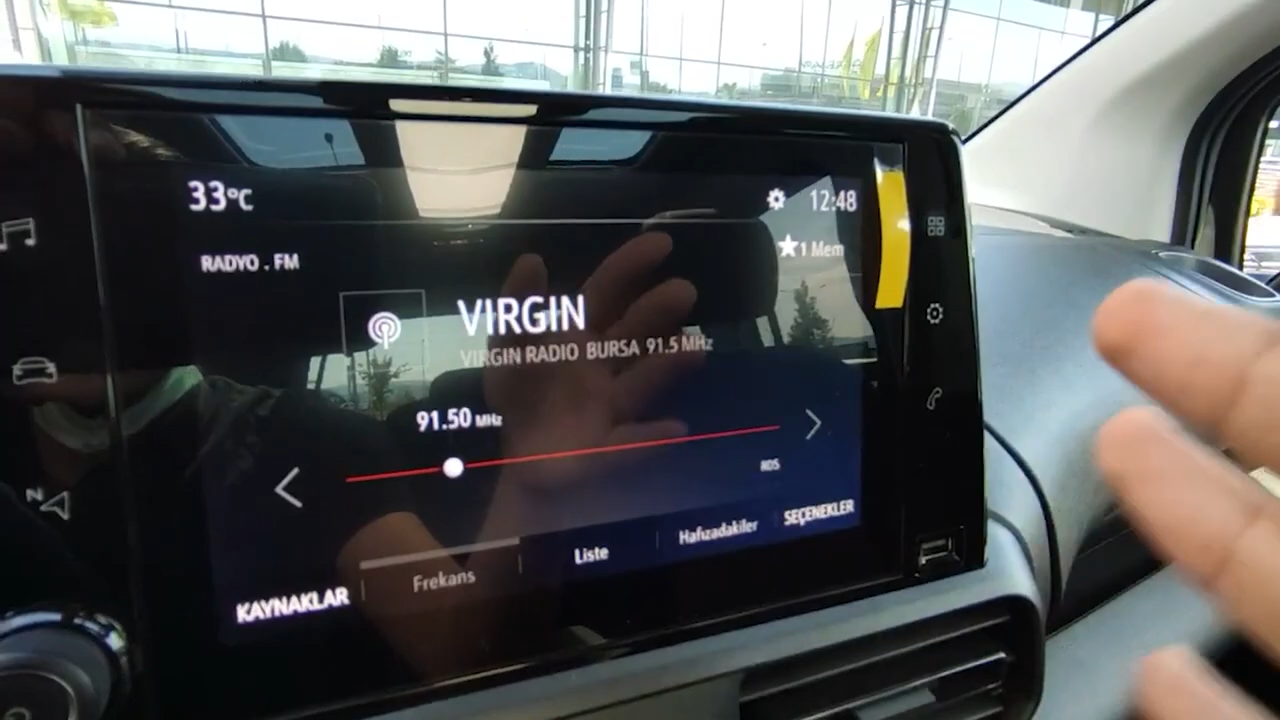 33°C
12:48
RADYO . FM
★1 Mem
VIRGIN
VIRGIN RADIO BURSA 91.5 MHz
91.50 MHz
RDS
N
KAYNAKLAR
Frekans
Liste
Hafızadakiler
SEÇENEKLER